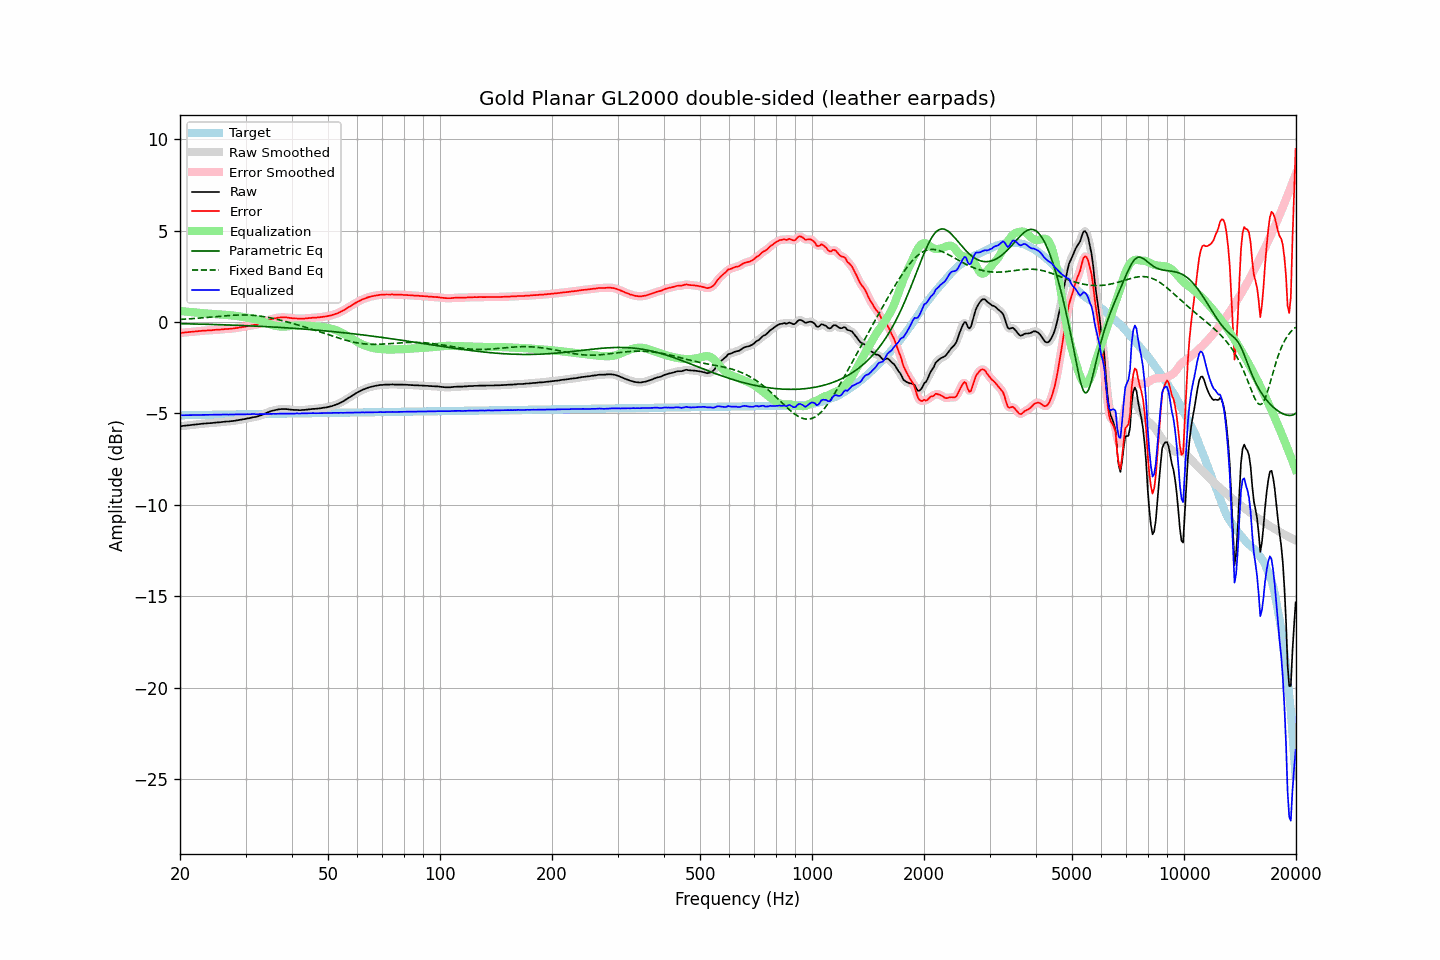 Gold Planar GL2000 double-sided (leather earpads)
Target
Raw Smoothed
Error Smoothed
Raw
Error
Equalization
Parametric Eq
Fixed Band Eq
Equalized
10
5
0
−5
−10
−15
−20
−25
Amplitude (dBr)
20 50 100 200 500 1000 2000 5000 10000 20000
Frequency (Hz)